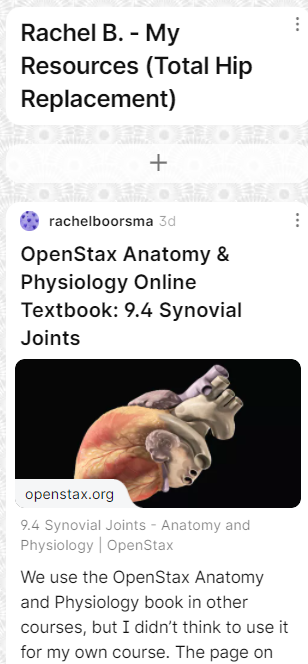 Rachel B. - My
Resources (Total Hip
Replacement)
+
rachelboorsma 3d
OpenStax Anatomy &
Physiology Online
Textbook: 9.4 Synovial
Joints
openstax.org
9.4 Synovial Joints - Anatomy and
Physiology | OpenStax
We use the OpenStax Anatomy
and Physiology book in other
courses, but I didn't think to use it
for my own course. The page on